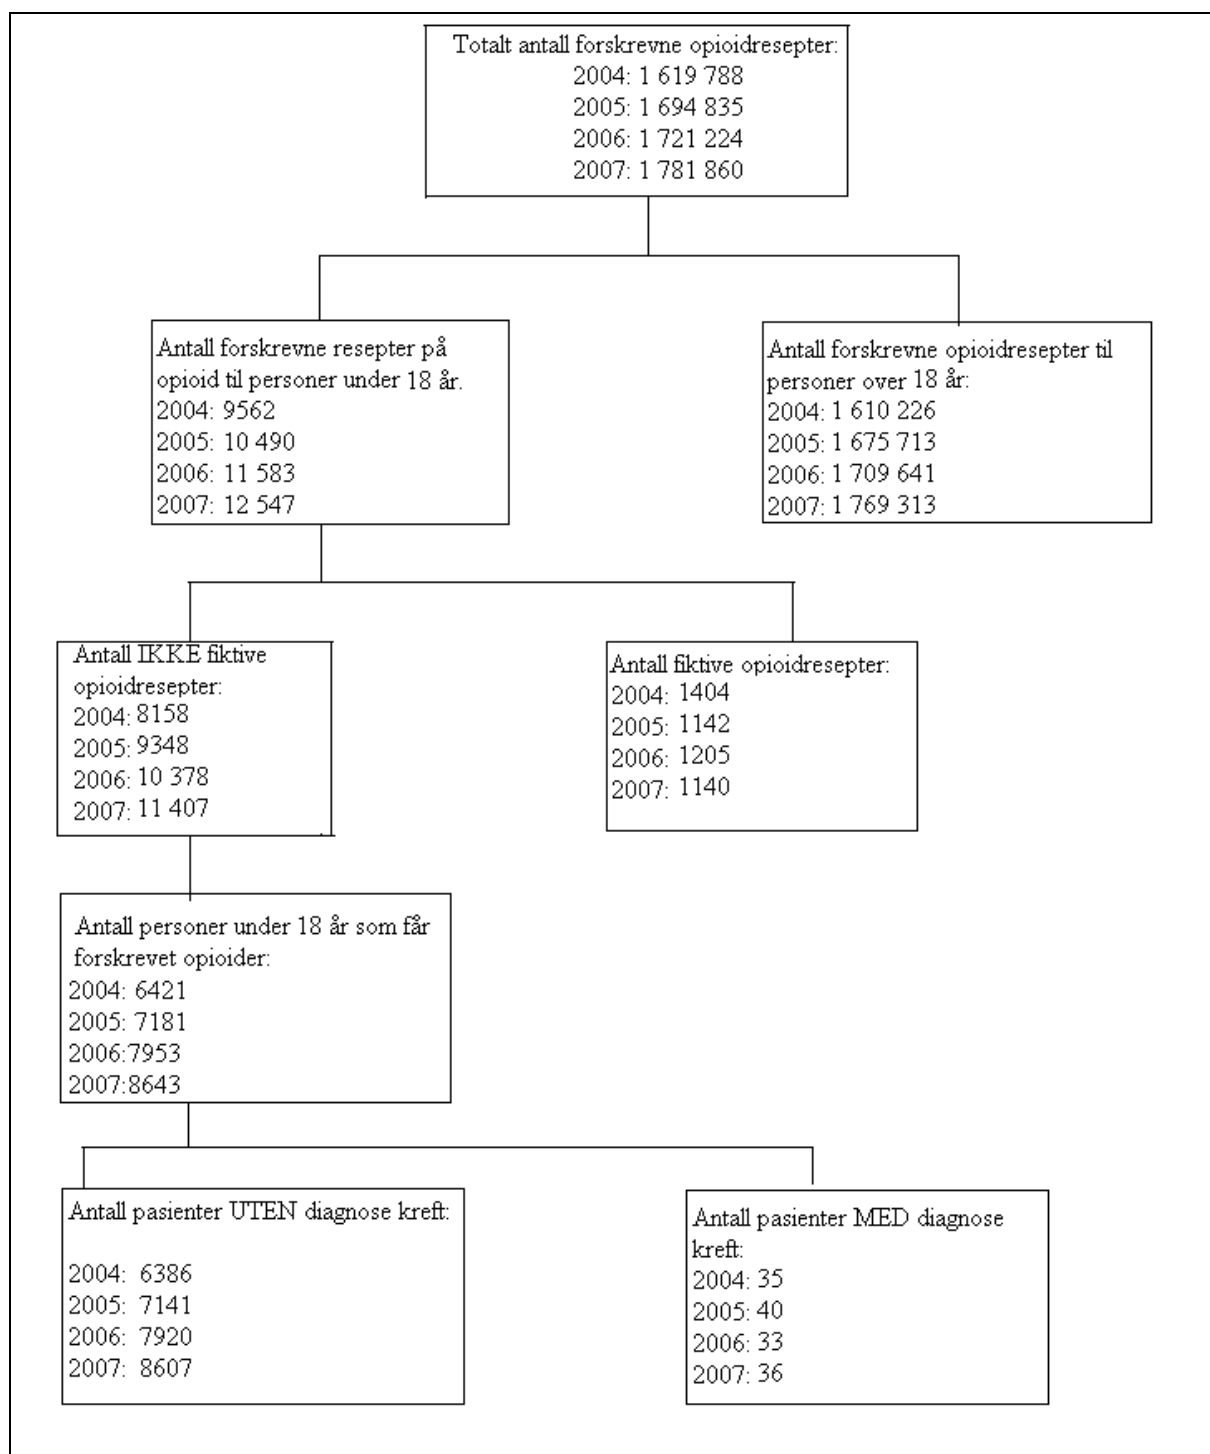 Totalt antall forskrevne opioidresepter:
2004: 1 619 788
2005: 1 694 835
2006: 1 721 224
2007: 1 781 860
Antall forskrevne resepter på
opioid til personer under 18 år.
2004: 9562
2005: 10 490
2006: 11 583
2007: 12 547
Antall forskrevne opioidresepter til
personer over 18 år:
2004: 1 610 226
2005: 1 675 713
2006: 1 709 641
2007: 1 769 313
Antall IKKE fiktive
opioidresepter:
2004: 8158
2005: 9348
2006: 10 378
2007: 11 407
Antall fiktive opioidresepter:
2004: 1404
2005: 1142
2006: 1205
2007: 1140
Antall personer under 18 år som får
forskrevet opioider:
2004: 6421
2005: 7181
2006:7953
2007:8643
Antall pasienter UTEN diagnose kreft:
2004: 6386
2005: 7141
2006: 7920
2007: 8607
Antall pasienter MED diagnose
kreft:
2004: 35
2005: 40
2006: 33
2007: 36